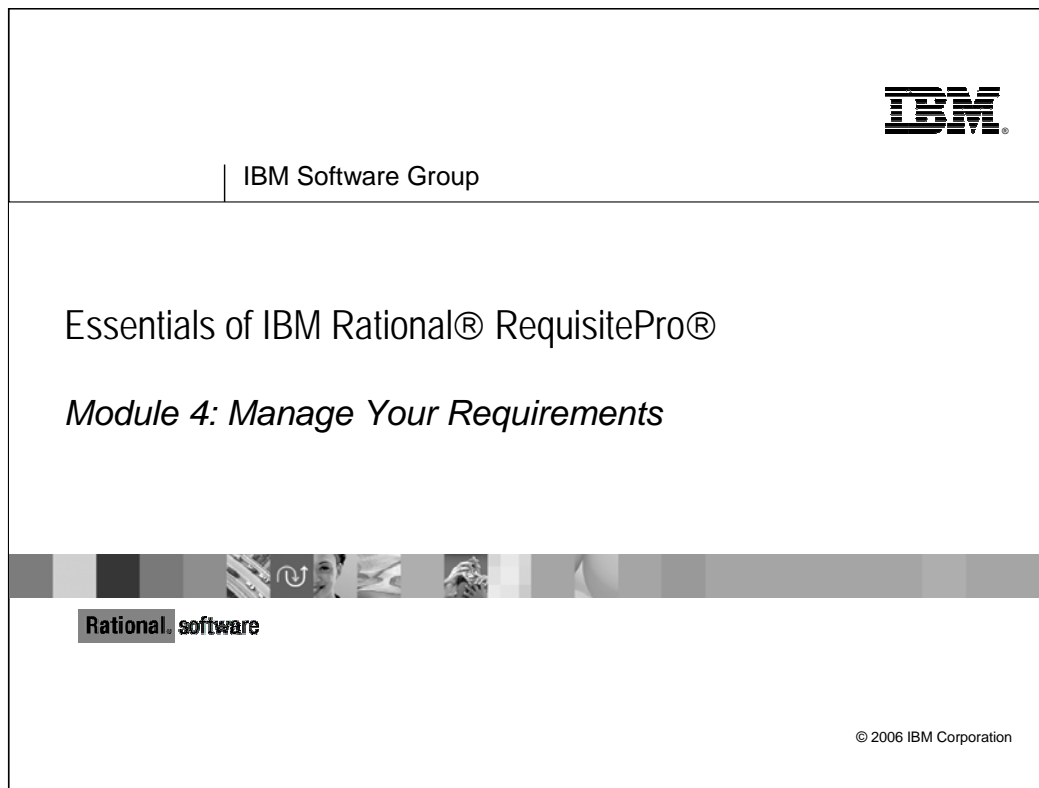 IBM®
IBM Software Group
Essentials of IBM Rational® RequisitePro®
Module 4: Manage Your Requirements
Rational. software
© 2006 IBM Corporation